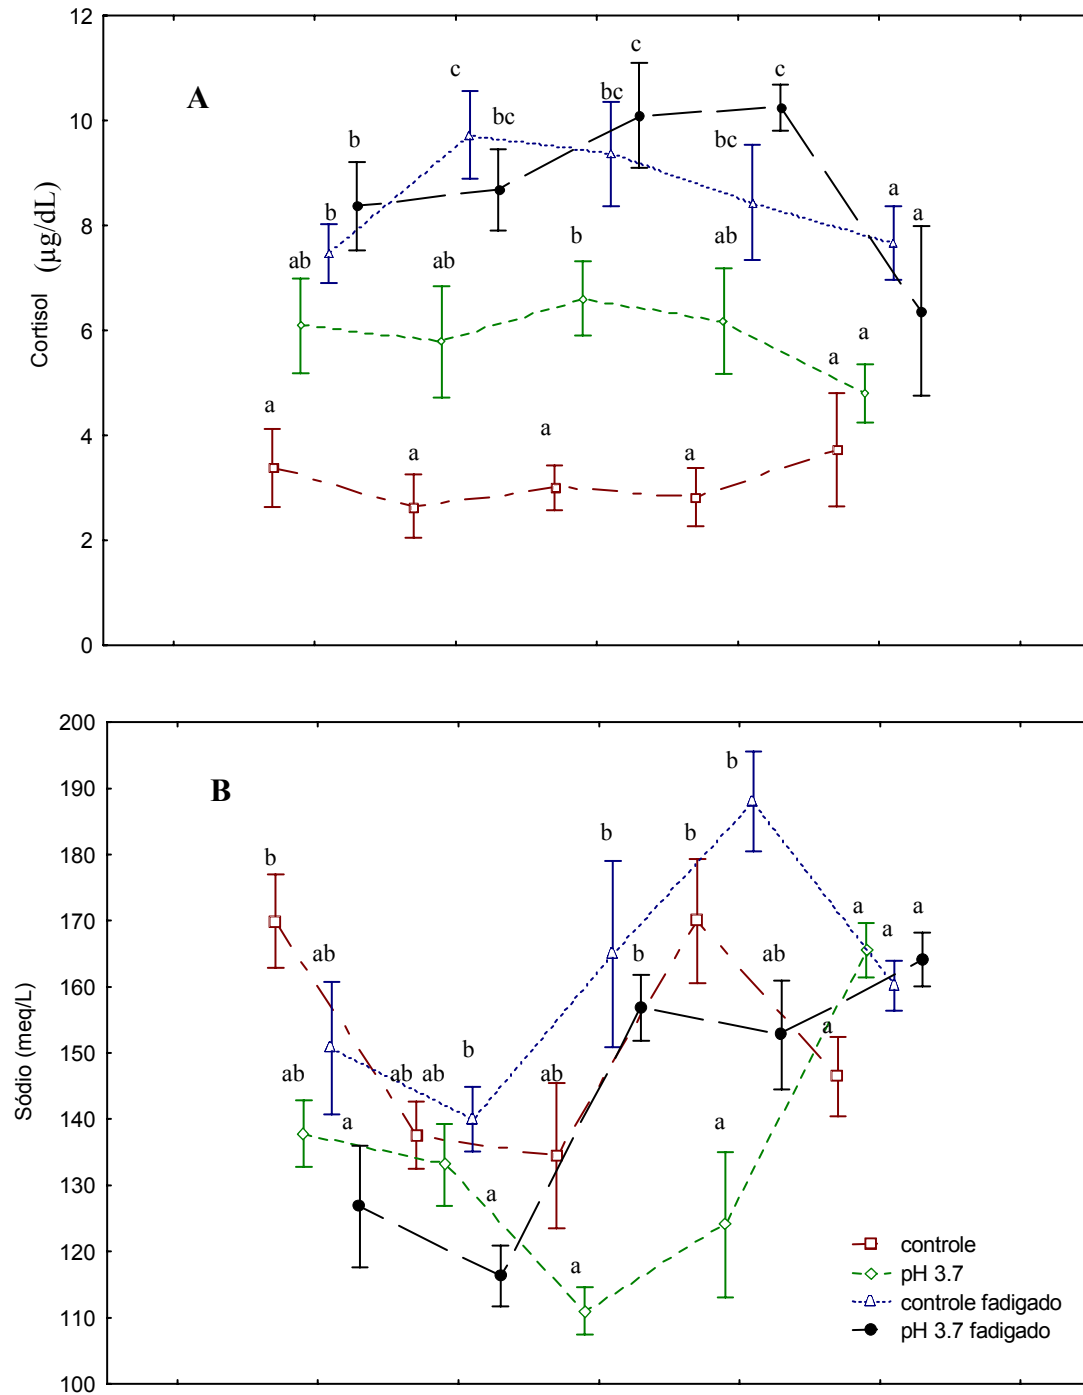 12
c
c
c
A
bc
bc
10
b
bc
a
b
a
8
ab
ab
b
ab
Cortisol (µg/dL)
6
a
a
a
a
4
a
a
2
0
200
b
B
190
b
b
180
b
a
a
170
ab
b
ab
a
160
a
Sódio (meq/L)
150
b
ab
ab
ab
ab
140
a
a
130
a
120
a
controle
pH 3.7
110
controle fadigado
pH 3.7 fadigado
100